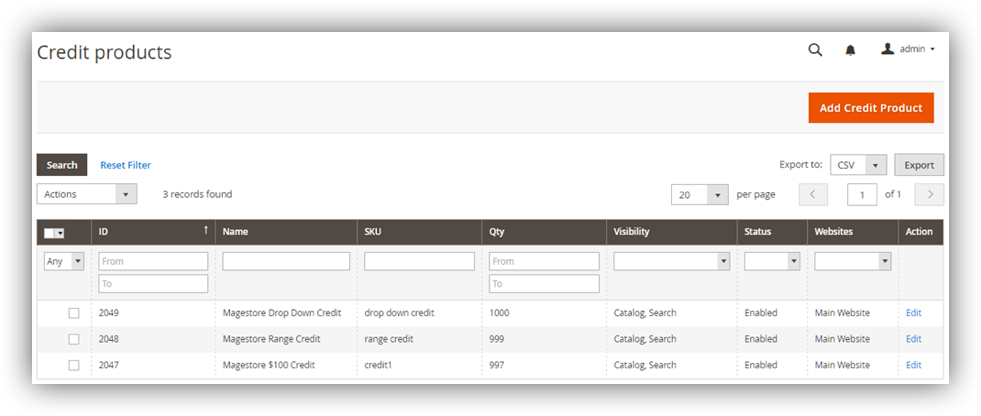 Credit products
admin
Add Credit Product
Search Reset Filter Export to: CSV Export
Actions 3 records found 20 per page 1 of 1
ID Name SKU Qty Visibility Status Websites Action
Any From From
To To
2049 Magestore Drop Down Credit drop down credit 1000 Catalog, Search Enabled Main Website Edit
2048 Magestore Range Credit range credit 999 Catalog, Search Enabled Main Website Edit
2047 Magestore $100 Credit credit1 997 Catalog, Search Enabled Main Website Edit